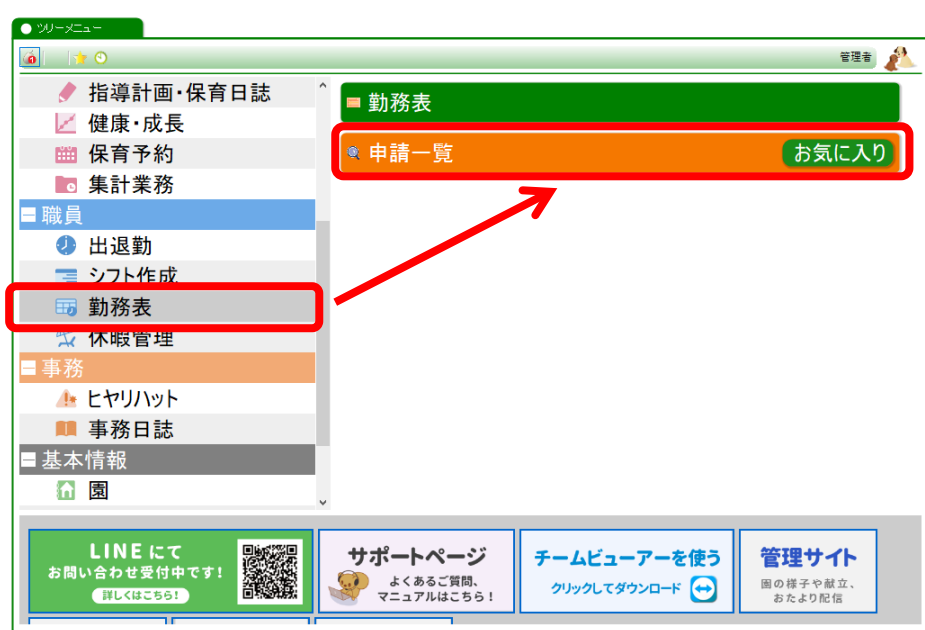 ツリーメニュー
管理者
指導計画・保育日誌
健康・成長
保育予約
集計業務
職員
出退勤
シフト作成
勤務表
休暇管理
事務
ヒヤリハット
事務日誌
基本情報
園
勤務表
申請一覧
お気に入り
LINEにて
お問い合わせ受付中です!
詳しくはこちら!
サポートページ
よくあるご質問、
マニュアルはこちら!
チームビューアーを使う
クリックしてダウンロード
管理サイト
園の様子や献立、
おたより配信